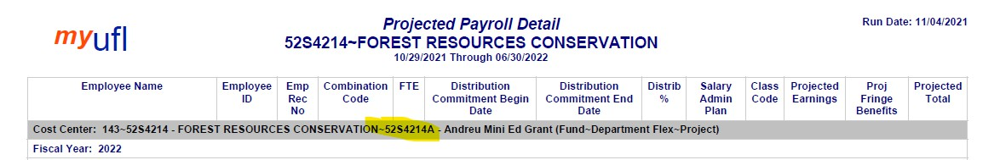 myufl
Projected Payroll Detail
Run Date: 11/04/2021
52S4214~FOREST RESOURCES CONSERVATION
10/29/2021 Through 06/30/2022
Employee Name Employee ID Emp Rec No Combination Code FTE Distribution Commitment Begin Date Distribution Commitment End Date Distrib % Salary Admin Plan Class Code Projected Earnings Proj Fringe Benefits Projected Total
Cost Center: 143~52S4214 - FOREST RESOURCES CONSERVATION~52S4214A - Andreu Mini Ed Grant (Fund~Department Flex~Project)
Fiscal Year: 2022